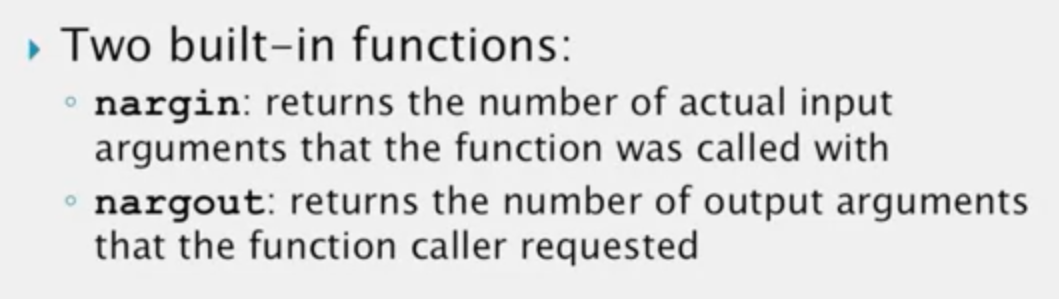 Two built-in functions:
nargin: returns the number of actual input
arguments that the function was called with
nargout: returns the number of output arguments
that the function caller requested